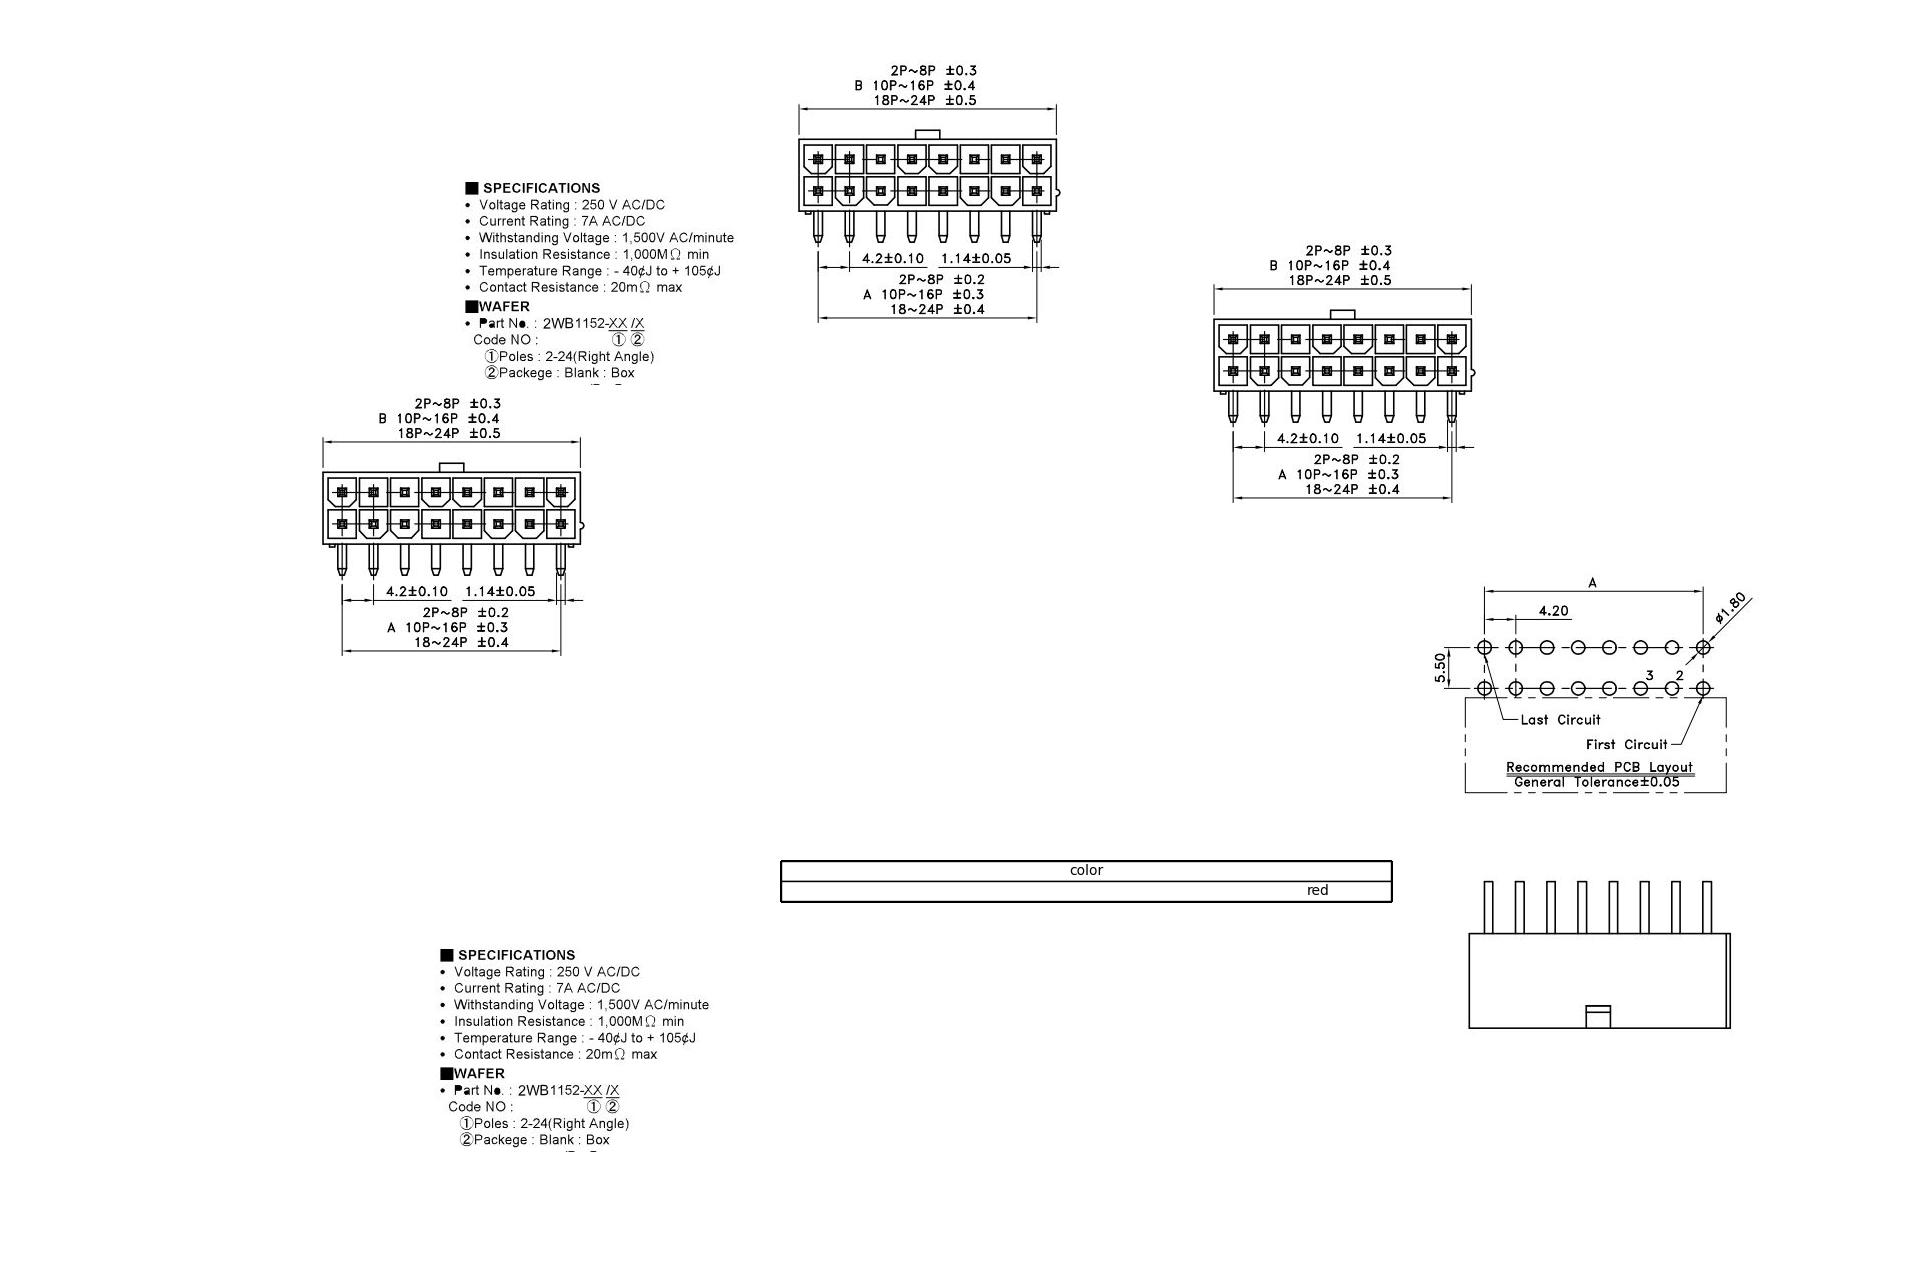 2P~8P ±0.3
B 10P~16P ±0.4
18P~24P ±0.5
4.2±0.10 1.14±0.05
2P~8P ±0.2
A 10P~16P ±0.3
18~24P ±0.4
■ SPECIFICATIONS
• Voltage Rating : 250 V AC/DC
• Current Rating : 7A AC/DC
• Withstanding Voltage : 1,500V AC/minute
• Insulation Resistance : 1,000MΩ min
• Temperature Range : - 40¢J to + 105¢J
• Contact Resistance : 20mΩ max
■WAFER
• Part No. : 2WB1152-XX /X
Code NO : ① ②
①Poles : 2-24(Right Angle)
②Packege : Blank : Box
2P~8P ±0.3
B 10P~16P ±0.4
18P~24P ±0.5
4.2±0.10 1.14±0.05
2P~8P ±0.2
A 10P~16P ±0.3
18~24P ±0.4
2P~8P ±0.3
B 10P~16P ±0.4
18P~24P ±0.5
4.2±0.10 1.14±0.05
2P~8P ±0.2
A 10P~16P ±0.3
18~24P ±0.4
A
4.20
ø1.80
5.50
3 2
Last Circuit
First Circuit
Recommended PCB Layout
General Tolerance±0.05
color
red
■ SPECIFICATIONS
• Voltage Rating : 250 V AC/DC
• Current Rating : 7A AC/DC
• Withstanding Voltage : 1,500V AC/minute
• Insulation Resistance : 1,000MΩ min
• Temperature Range : - 40¢J to + 105¢J
• Contact Resistance : 20mΩ max
■WAFER
• Part No. : 2WB1152-XX /X
Code NO : ① ②
①Poles : 2-24(Right Angle)
②Packege : Blank : Box